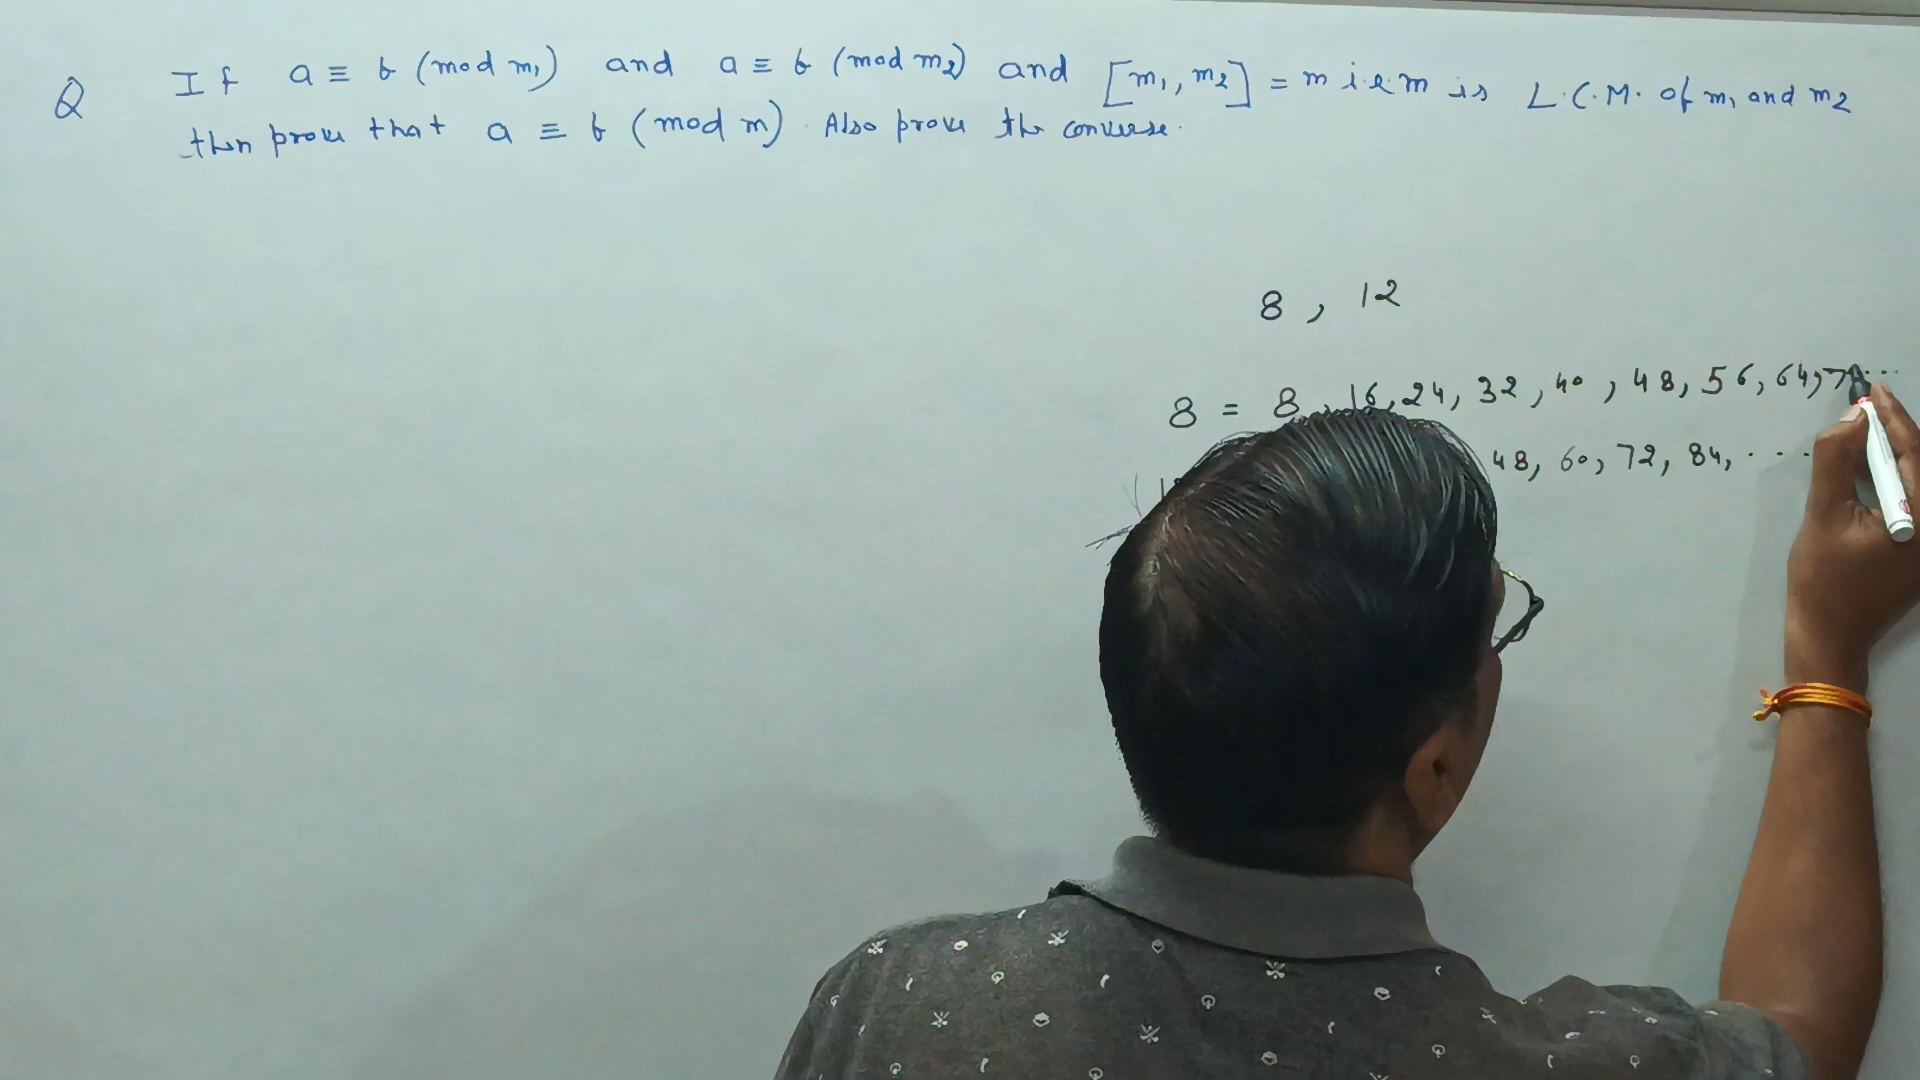 Q If a ≡ b (mod m₁) and a ≡ b (mod m₂) and [m₁, m₂] = m i.e. m is L.C.M. of m₁ and m₂
then prove that a ≡ b (mod m). Also prove the converse.
8, 12
8 = 8, 16, 24, 32, 40, 48, 56, 64, 7
48, 60, 72, 84, ...